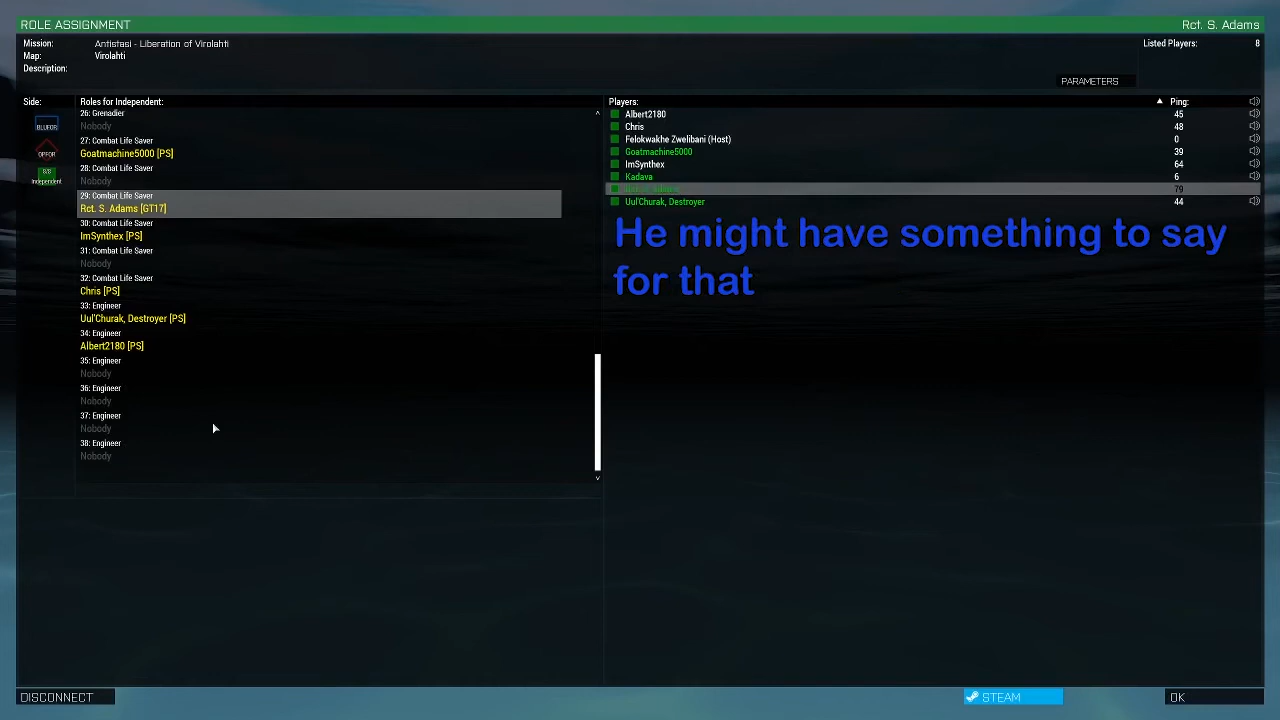 ROLE ASSIGNMENT
Rct. S. Adams
Mission: Antistasi - Liberation of Virolahti
Listed Players: 8
Map: Virolahti
Description:
PARAMETERS
Side:
Roles for Independent:
Players:
Ping:
BLUFOR
OPFOR
8/8
Independent
26: Grenadier
Nobody
27: Combat Life Saver
Goatmachine5000 [PS]
28: Combat Life Saver
Nobody
29: Combat Life Saver
Rct. S. Adams [GT17]
30: Combat Life Saver
ImSynthex [PS]
31: Combat Life Saver
Nobody
32: Combat Life Saver
Chris [PS]
33: Engineer
Uul'Churak, Destroyer [PS]
34: Engineer
Albert2180 [PS]
35: Engineer
Nobody
36: Engineer
Nobody
37: Engineer
Nobody
38: Engineer
Nobody
Albert2180 45
Chris 48
Felokwakhe Zwelibani (Host) 0
Goatmachine5000 39
ImSynthex 64
Kadava 6
Rct. S. Adams 79
Uul'Churak, Destroyer 44
He might have something to say
for that
DISCONNECT
STEAM
OK